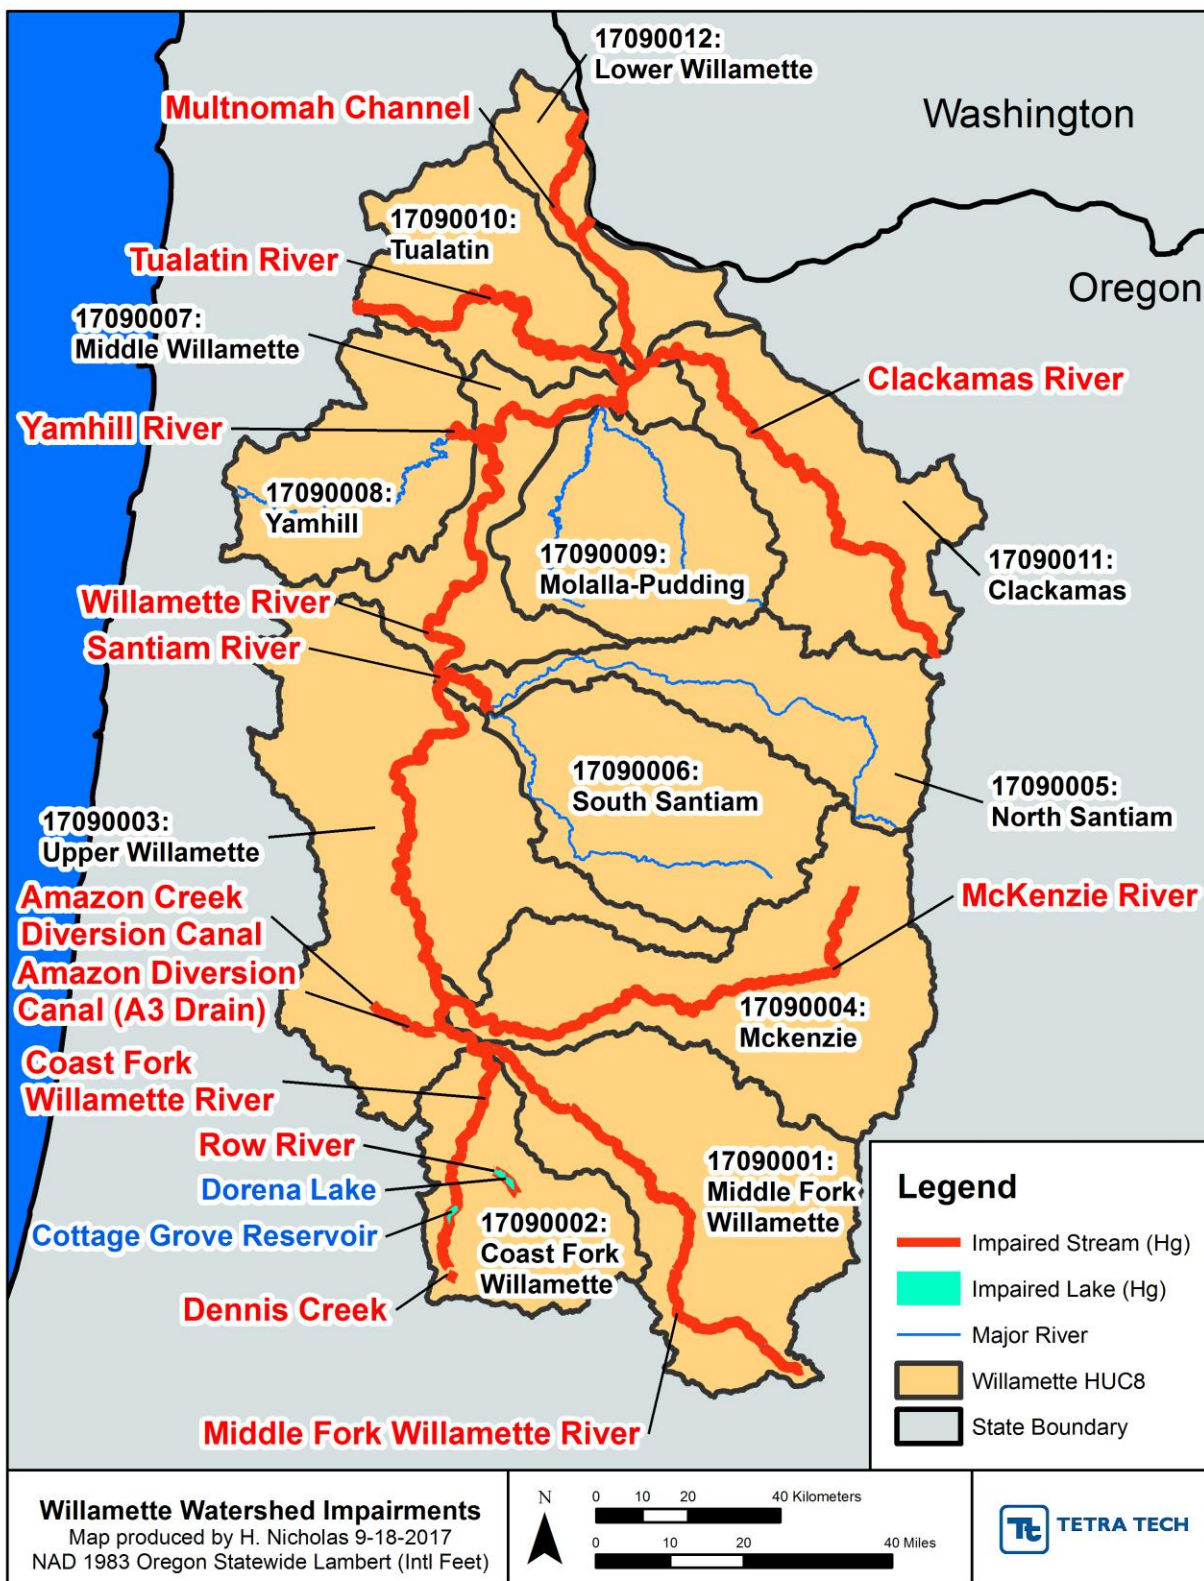 17090012:
Lower Willamette
Multnomah Channel
Washington
17090010:
Tualatin
Tualatin River
Oregon
17090007:
Middle Willamette
Clackamas River
Yamhill River
17090008:
Yamhill
17090009:
Molalla-Pudding
17090011:
Clackamas
Willamette River
Santiam River
17090006:
South Santiam
17090005:
North Santiam
17090003:
Upper Willamette
Amazon Creek
Diversion Canal
McKenzie River
Amazon Diversion
Canal (A3 Drain)
17090004:
Mckenzie
Coast Fork
Willamette River
Row River
Dorena Lake
Cottage Grove Reservoir
17090001:
Middle Fork
Willamette
17090002:
Coast Fork
Willamette
Dennis Creek
Middle Fork Willamette River
Legend
Impaired Stream (Hg)
Impaired Lake (Hg)
Major River
Willamette HUC8
State Boundary
Willamette Watershed Impairments
Map produced by H. Nicholas 9-18-2017
NAD 1983 Oregon Statewide Lambert (Intl Feet)
N
0 10 20 40 Kilometers
0 10 20 40 Miles
Tt TETRA TECH